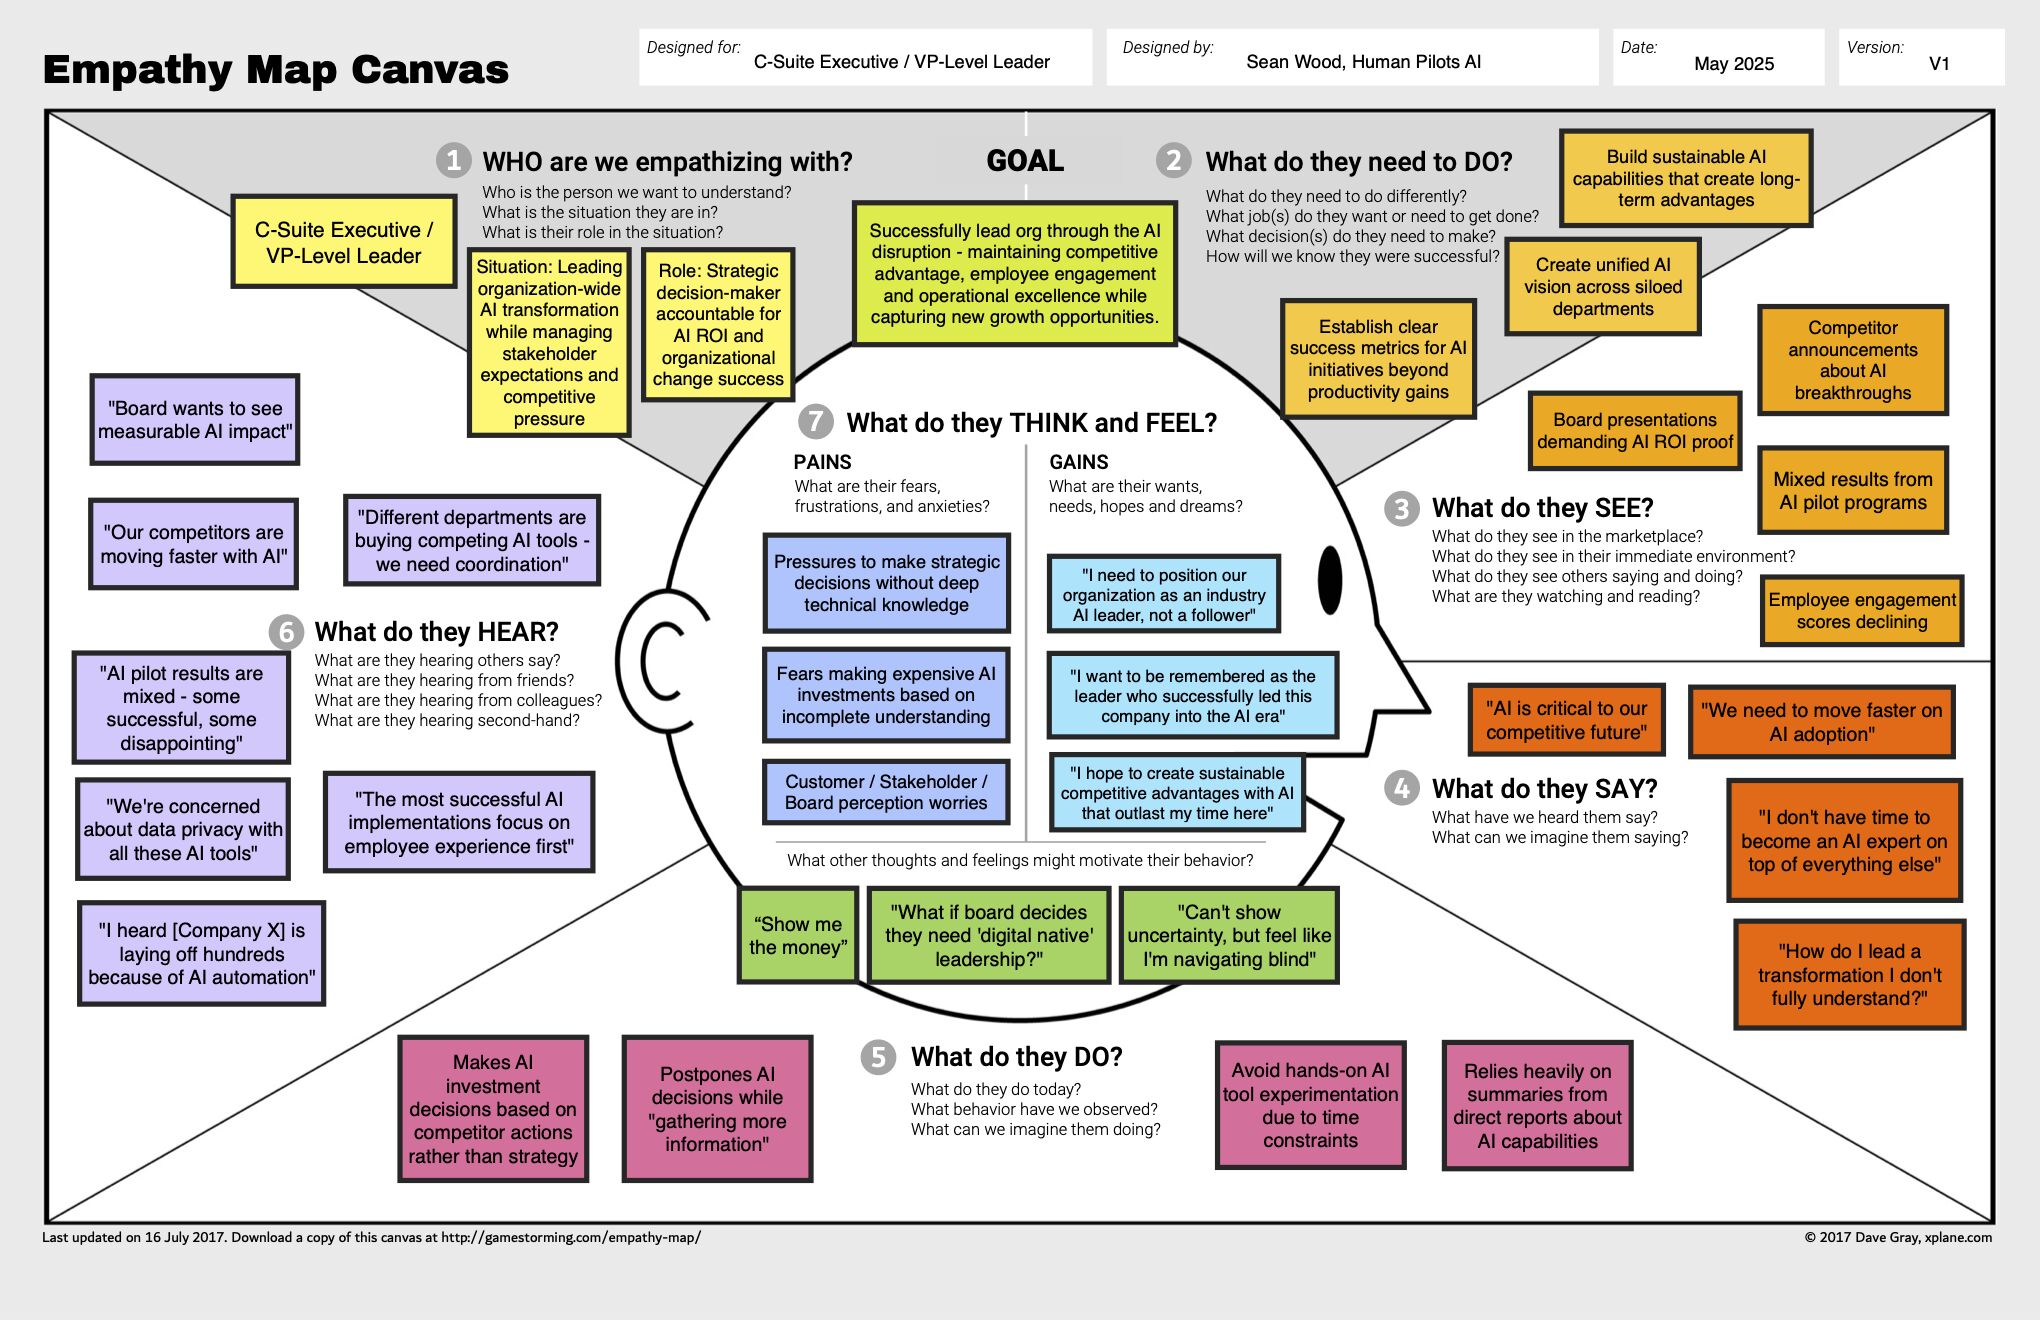 Empathy Map Canvas
Designed for:
C-Suite Executive / VP-Level Leader
Designed by:
Sean Wood, Human Pilots AI
Date:
May 2025
Version:
V1
1
WHO are we empathizing with?
Who is the person we want to understand?
What is the situation they are in?
What is their role in the situation?
C-Suite Executive /
VP-Level Leader
Situation: Leading
organization-wide
AI transformation
while managing
stakeholder
expectations and
competitive
pressure
Role: Strategic
decision-maker
accountable for
AI ROI and
organizational
change success
GOAL
Successfully lead org through the AI
disruption - maintaining competitive
advantage, employee engagement
and operational excellence while
capturing new growth opportunities.
2
What do they need to DO?
What do they need to do differently?
What job(s) do they want or need to get done?
What decision(s) do they need to make?
How will we know they were successful?
Build sustainable AI
capabilities that create long-
term advantages
Create unified AI
vision across siloed
departments
Establish clear
success metrics for AI
initiatives beyond
productivity gains
Competitor
announcements
about AI
breakthroughs
Board presentations
demanding AI ROI proof
Mixed results from
AI pilot programs
3
What do they SEE?
What do they see in the marketplace?
What do they see in their immediate environment?
What do they see others saying and doing?
What are they watching and reading?
Employee engagement
scores declining
"AI is critical to our
competitive future"
"We need to move faster on
AI adoption"
4
What do they SAY?
What have we heard them say?
What can we imagine them saying?
"I don't have time to
become an AI expert on
top of everything else"
"How do I lead a
transformation I don't
fully understand?"
5
What do they DO?
What do they do today?
What behavior have we observed?
What can we imagine them doing?
Makes AI
investment
decisions based on
competitor actions
rather than strategy
Postpones AI
decisions while
"gathering more
information"
Avoid hands-on AI
tool experimentation
due to time
constraints
Relies heavily on
summaries from
direct reports about
AI capabilities
"Board wants to see
measurable AI impact"
"Our competitors are
moving faster with AI"
"Different departments are
buying competing AI tools -
we need coordination"
6
What do they HEAR?
What are they hearing others say?
What are they hearing from friends?
What are they hearing from colleagues?
What are they hearing second-hand?
"AI pilot results are
mixed - some
successful, some
disappointing"
"We're concerned
about data privacy with
all these AI tools"
"The most successful AI
implementations focus on
employee experience first"
"I heard [Company X] is
laying off hundreds
because of AI automation"
7
What do they THINK and FEEL?
PAINS
What are their fears,
frustrations, and anxieties?
Pressures to make strategic
decisions without deep
technical knowledge
Fears making expensive AI
investments based on
incomplete understanding
Customer / Stakeholder /
Board perception worries
GAINS
What are their wants,
needs, hopes and dreams?
"I need to position our
organization as an industry
AI leader, not a follower"
"I want to be remembered as the
leader who successfully led this
company into the AI era"
"I hope to create sustainable
competitive advantages with AI
that outlast my time here"
What other thoughts and feelings might motivate their behavior?
“Show me
the money”
"What if board decides
they need 'digital native'
leadership?"
"Can't show
uncertainty, but feel like
I'm navigating blind"
Last updated on 16 July 2017. Download a copy of this canvas at http://gamestorming.com/empathy-map/
© 2017 Dave Gray, xplane.com